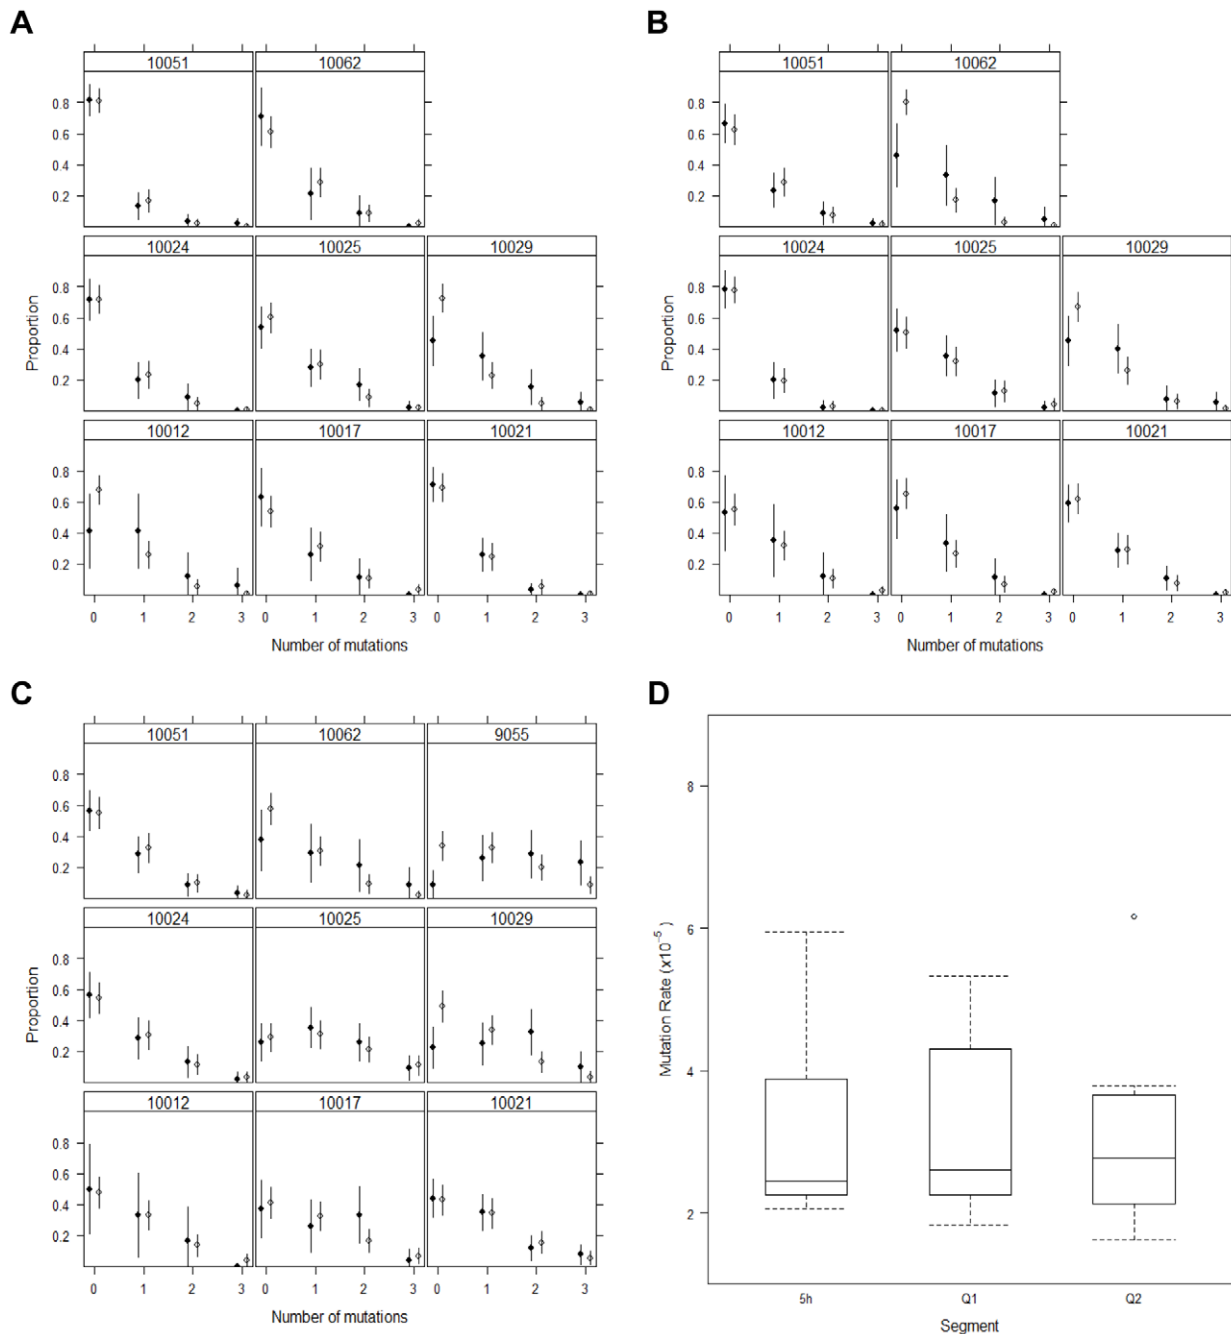 A
10051 10062
0.8
0.6
0.4
0.2
10024 10025 10029
0.8
0.6
0.4
0.2
Proportion
10012 10017 10021
0.8
0.6
0.4
0.2
0 1 2 3 0 1 2 3 0 1 2 3
Number of mutations
B
10051 10062
0.8
0.6
0.4
0.2
10024 10025 10029
0.8
0.6
0.4
0.2
Proportion
10012 10017 10021
0.8
0.6
0.4
0.2
0 1 2 3 0 1 2 3 0 1 2 3
Number of mutations
C
10051 10062 9055
0.8
0.6
0.4
0.2
10024 10025 10029
0.8
0.6
0.4
0.2
Proportion
10012 10017 10021
0.8
0.6
0.4
0.2
0 1 2 3 0 1 2 3 0 1 2 3
Number of mutations
D
8
6
4
2
Mutation Rate (x10⁻⁵)
5h Q1 Q2
Segment